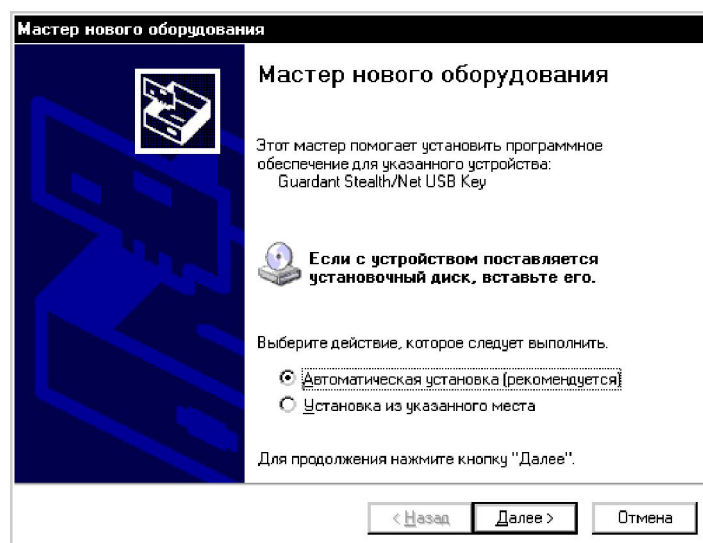 Мастер нового оборудования
Мастер нового оборудования
Этот мастер помогает установить программное
обеспечение для указанного устройства:
Guardant Stealth/Net USB Key
Если с устройством поставляется
установочный диск, вставьте его.
Выберите действие, которое следует выполнить.
Автоматическая установка (рекомендуется)
Установка из указанного места
Для продолжения нажмите кнопку "Далее".
< Назад Далее > Отмена